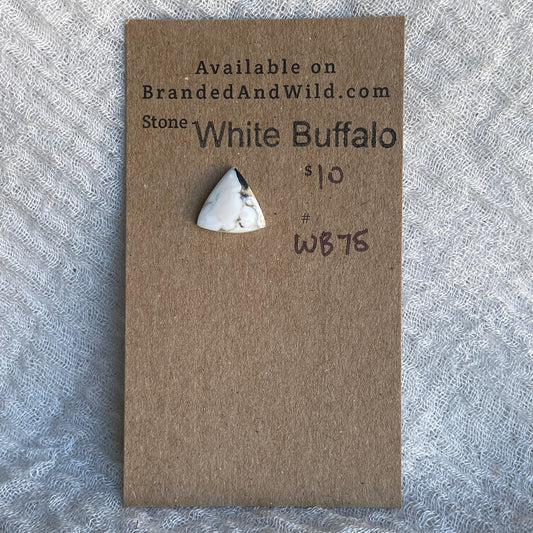 Available on
BrandedAndWild.com
Stone - White Buffalo
$10
#
WB78